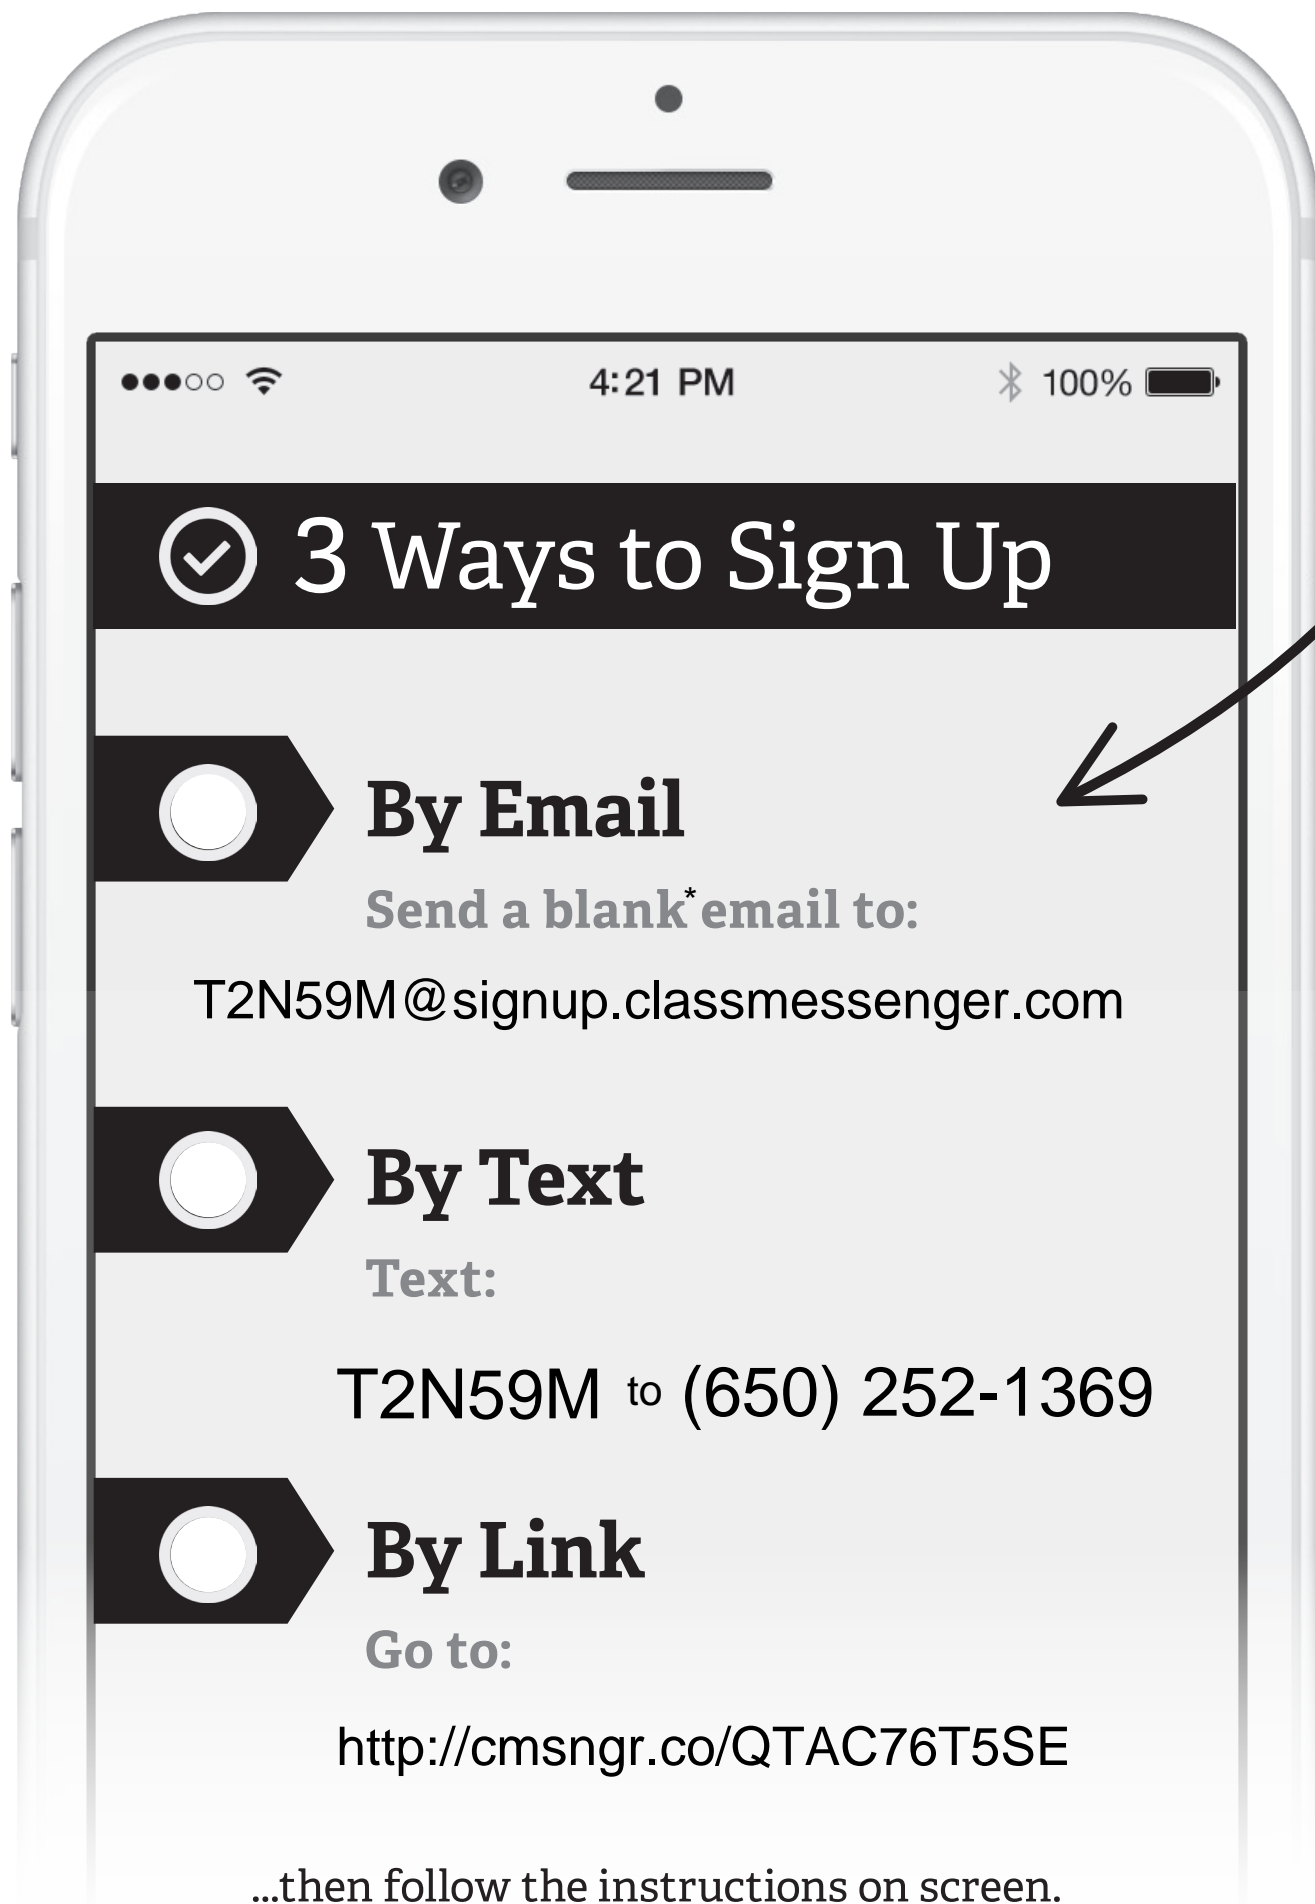 4:21 PM 100%
3 Ways to Sign Up
By Email
Send a blank* email to:
T2N59M@signup.classmessenger.com
By Text
Text:
T2N59M to (650) 252-1369
By Link
Go to:
http://cmsngr.co/QTAC76T5SE
...then follow the instructions on screen.